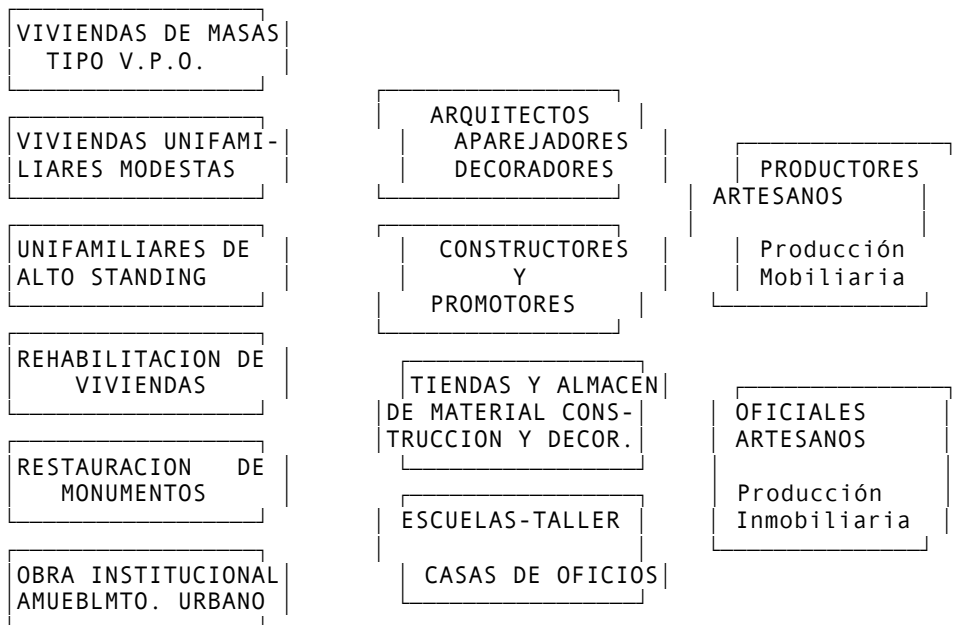 VIVIENDAS DE MASAS
TIPO V.P.O.
VIVIENDAS UNIFAMI-
LIARES MODESTAS
UNIFAMILIARES DE
ALTO STANDING
REHABILITACION DE
VIVIENDAS
RESTAURACION DE
MONUMENTOS
OBRA INSTITUCIONAL
AMUEBLMTO. URBANO
ARQUITECTOS
APAREJADORES
DECORADORES
CONSTRUCTORES
Y
PROMOTORES
TIENDAS Y ALMACEN
DE MATERIAL CONS-
TRUCCION Y DECOR.
ESCUELAS-TALLER
CASAS DE OFICIOS
PRODUCTORES
ARTESANOS
Producción
Mobiliaria
OFICIALES
ARTESANOS
Producción
Inmobiliaria